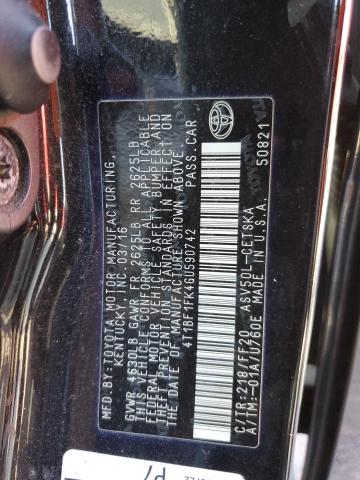 MFD.BY:TOYOTA MOTOR MANUFACTURING,
KENTUCKY, INC. 03/16
GVWR 4630LB GAWR FR 2625LB RR 2625LB
THIS VEHICLE CONFORMS TO ALL APPLICABLE
FEDERAL MOTOR VEHICLE SAFETY, BUMPER, AND
THEFT PREVENTION STANDARDS IN EFFECT ON
THE DATE OF MANUFACTURE SHOWN ABOVE.
4T1BF1FK4GU590742 PASS. CAR
C/TR:218/FF20 ASV50L-CETSKA
A/TM:-01A/U760E MADE IN U.S.A.
50821
TOYOTA